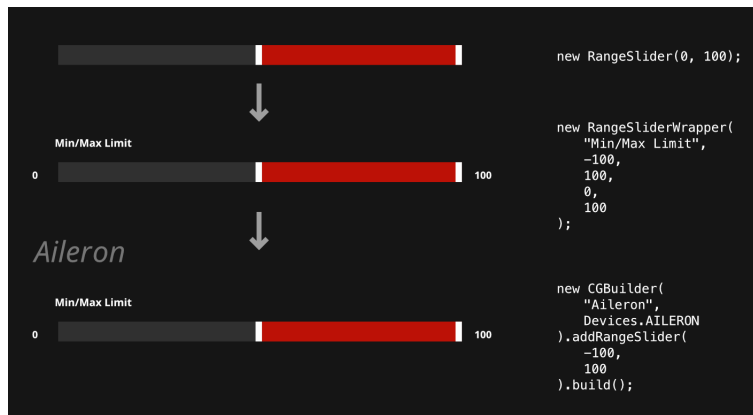 new RangeSlider(0, 100);
Min/Max Limit
0
100
new RangeSliderWrapper(
"Min/Max Limit",
-100,
100,
0,
100
);
Aileron
Min/Max Limit
0
100
new CGBuilder(
"Aileron",
Devices.AILERON
).addRangeSlider(
-100,
100
).build();